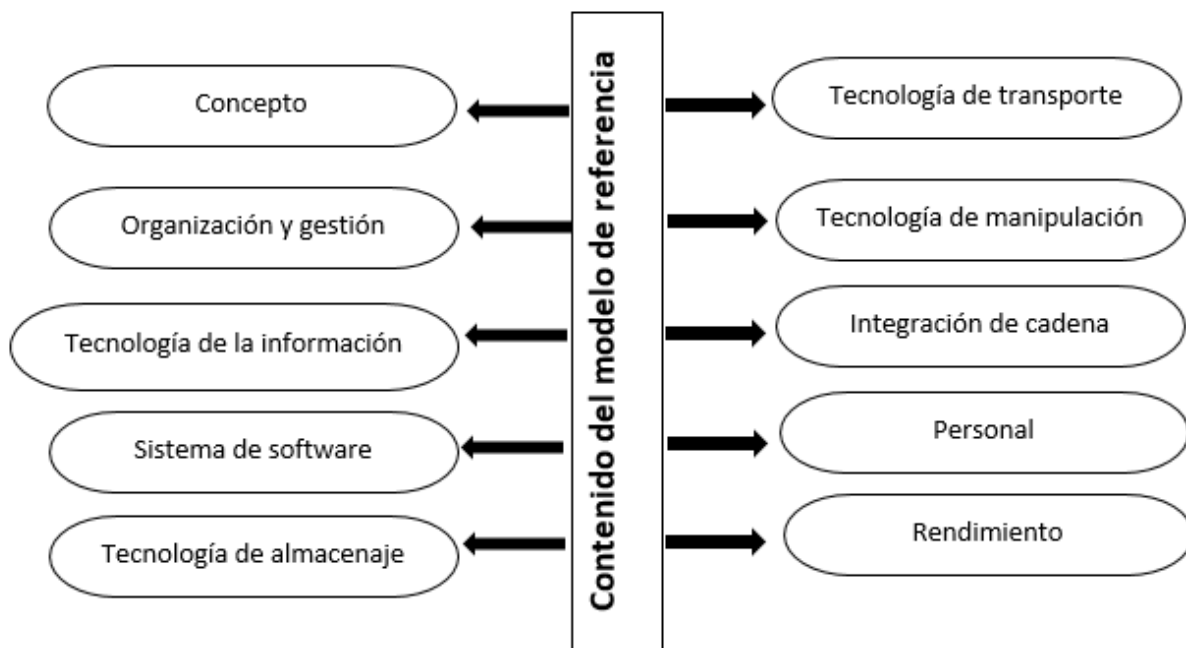 Concepto
Organización y gestión
Tecnología de la información
Sistema de software
Tecnología de almacenaje
Contenido del modelo de referencia
Tecnología de transporte
Tecnología de manipulación
Integración de cadena
Personal
Rendimiento